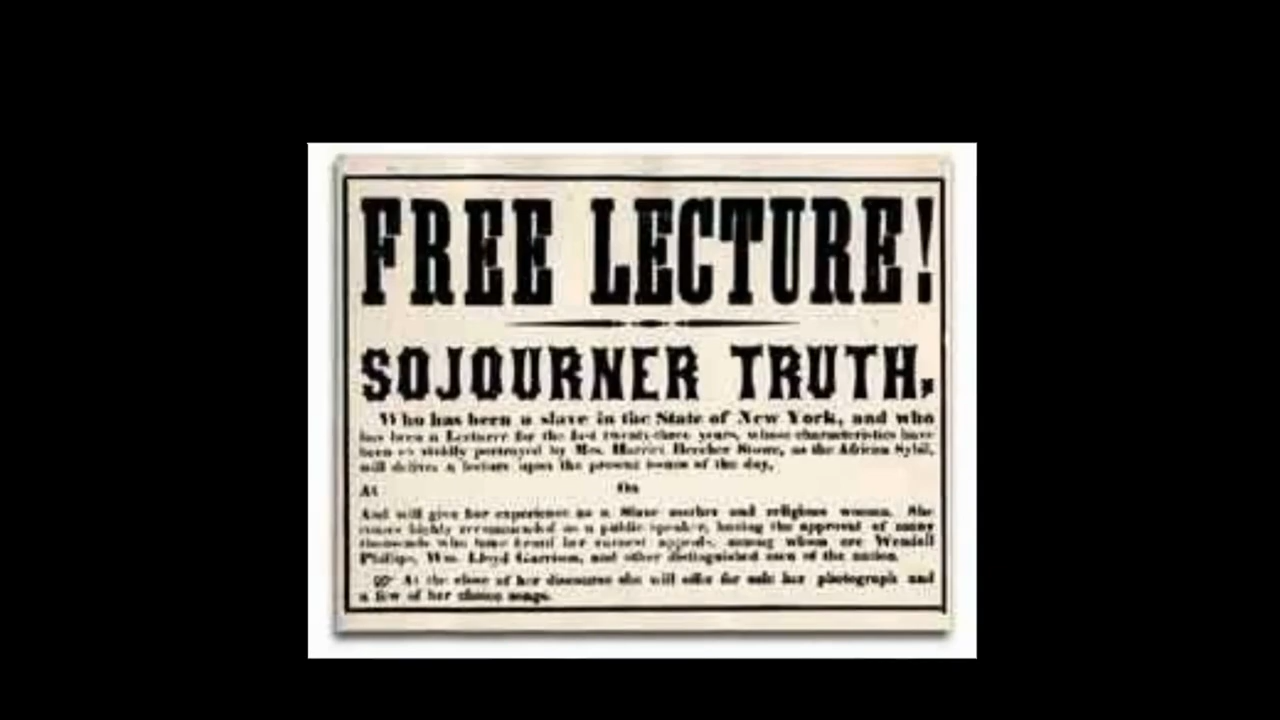 FREE LECTURE!
SOJOURNER TRUTH,
Who has been a slave in the State of New York, and who
has been a Lecturer for the last twenty-three years, whose characteristics have
been so vividly portrayed by Mrs. Harriet Beecher Stowe, as the African Sybil,
will deliver a lecture upon the present issues of the day,
At On
And will give her experience as a Slave mother and religious woman. She
comes highly recommended as a public speaker, having the approval of many
thousands who have heard her earnest appeals, among whom are Wendell
Phillips, Wm. Lloyd Garrison, and other distinguished men of the nation.
☞ At the close of her discourse she will offer for sale her photograph and
a few of her choice songs.